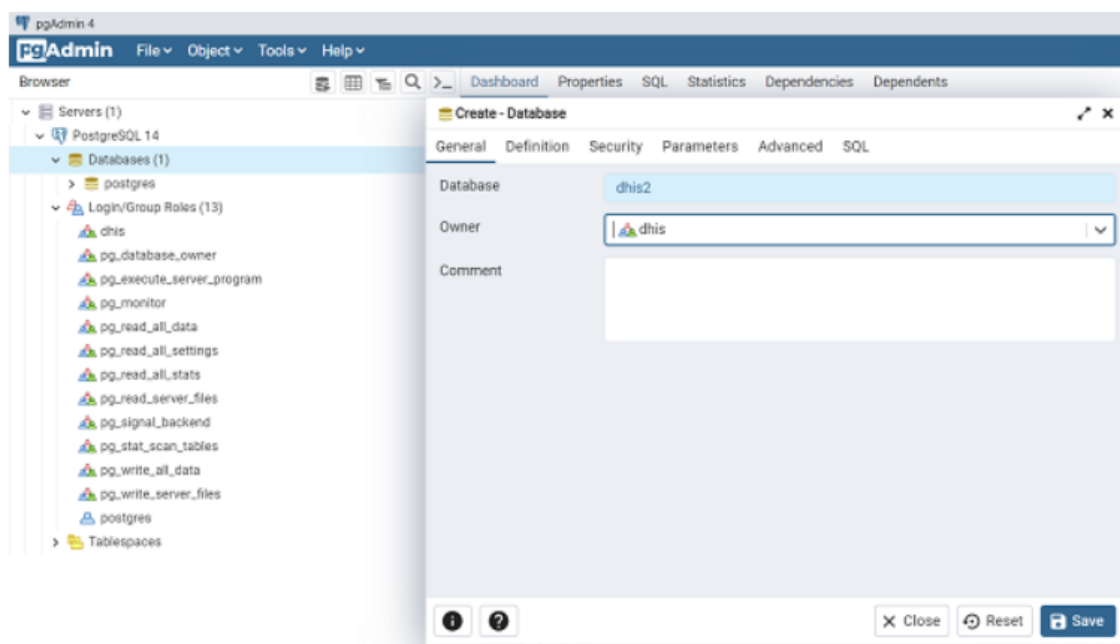 pgAdmin 4
pgAdmin File Object Tools Help
Browser
Dashboard Properties SQL Statistics Dependencies Dependents
Servers (1)
PostgreSQL 14
Databases (1)
postgres
Login/Group Roles (13)
dhis
pg_database_owner
pg_execute_server_program
pg_monitor
pg_read_all_data
pg_read_all_settings
pg_read_all_stats
pg_read_server_files
pg_signal_backend
pg_stat_scan_tables
pg_write_all_data
pg_write_server_files
postgres
Tablespaces
Create - Database
General Definition Security Parameters Advanced SQL
Database dhis2
Owner dhis
Comment
Close Reset Save